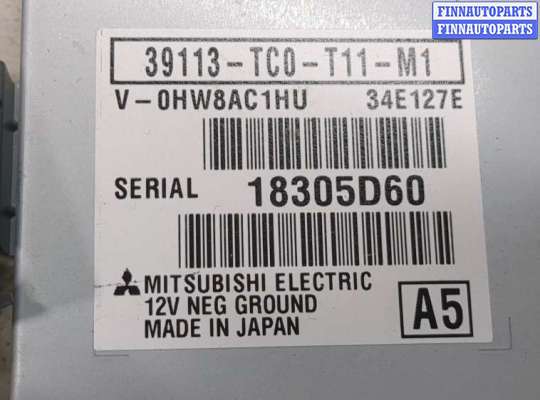 FINNAUTOPARTS
FINNAUTOPARTS
39113-TC0-T11-M1
V-0HW8AC1HU 34E127E
SERIAL 18305D60
MITSUBISHI ELECTRIC
12V NEG GROUND
MADE IN JAPAN
A5